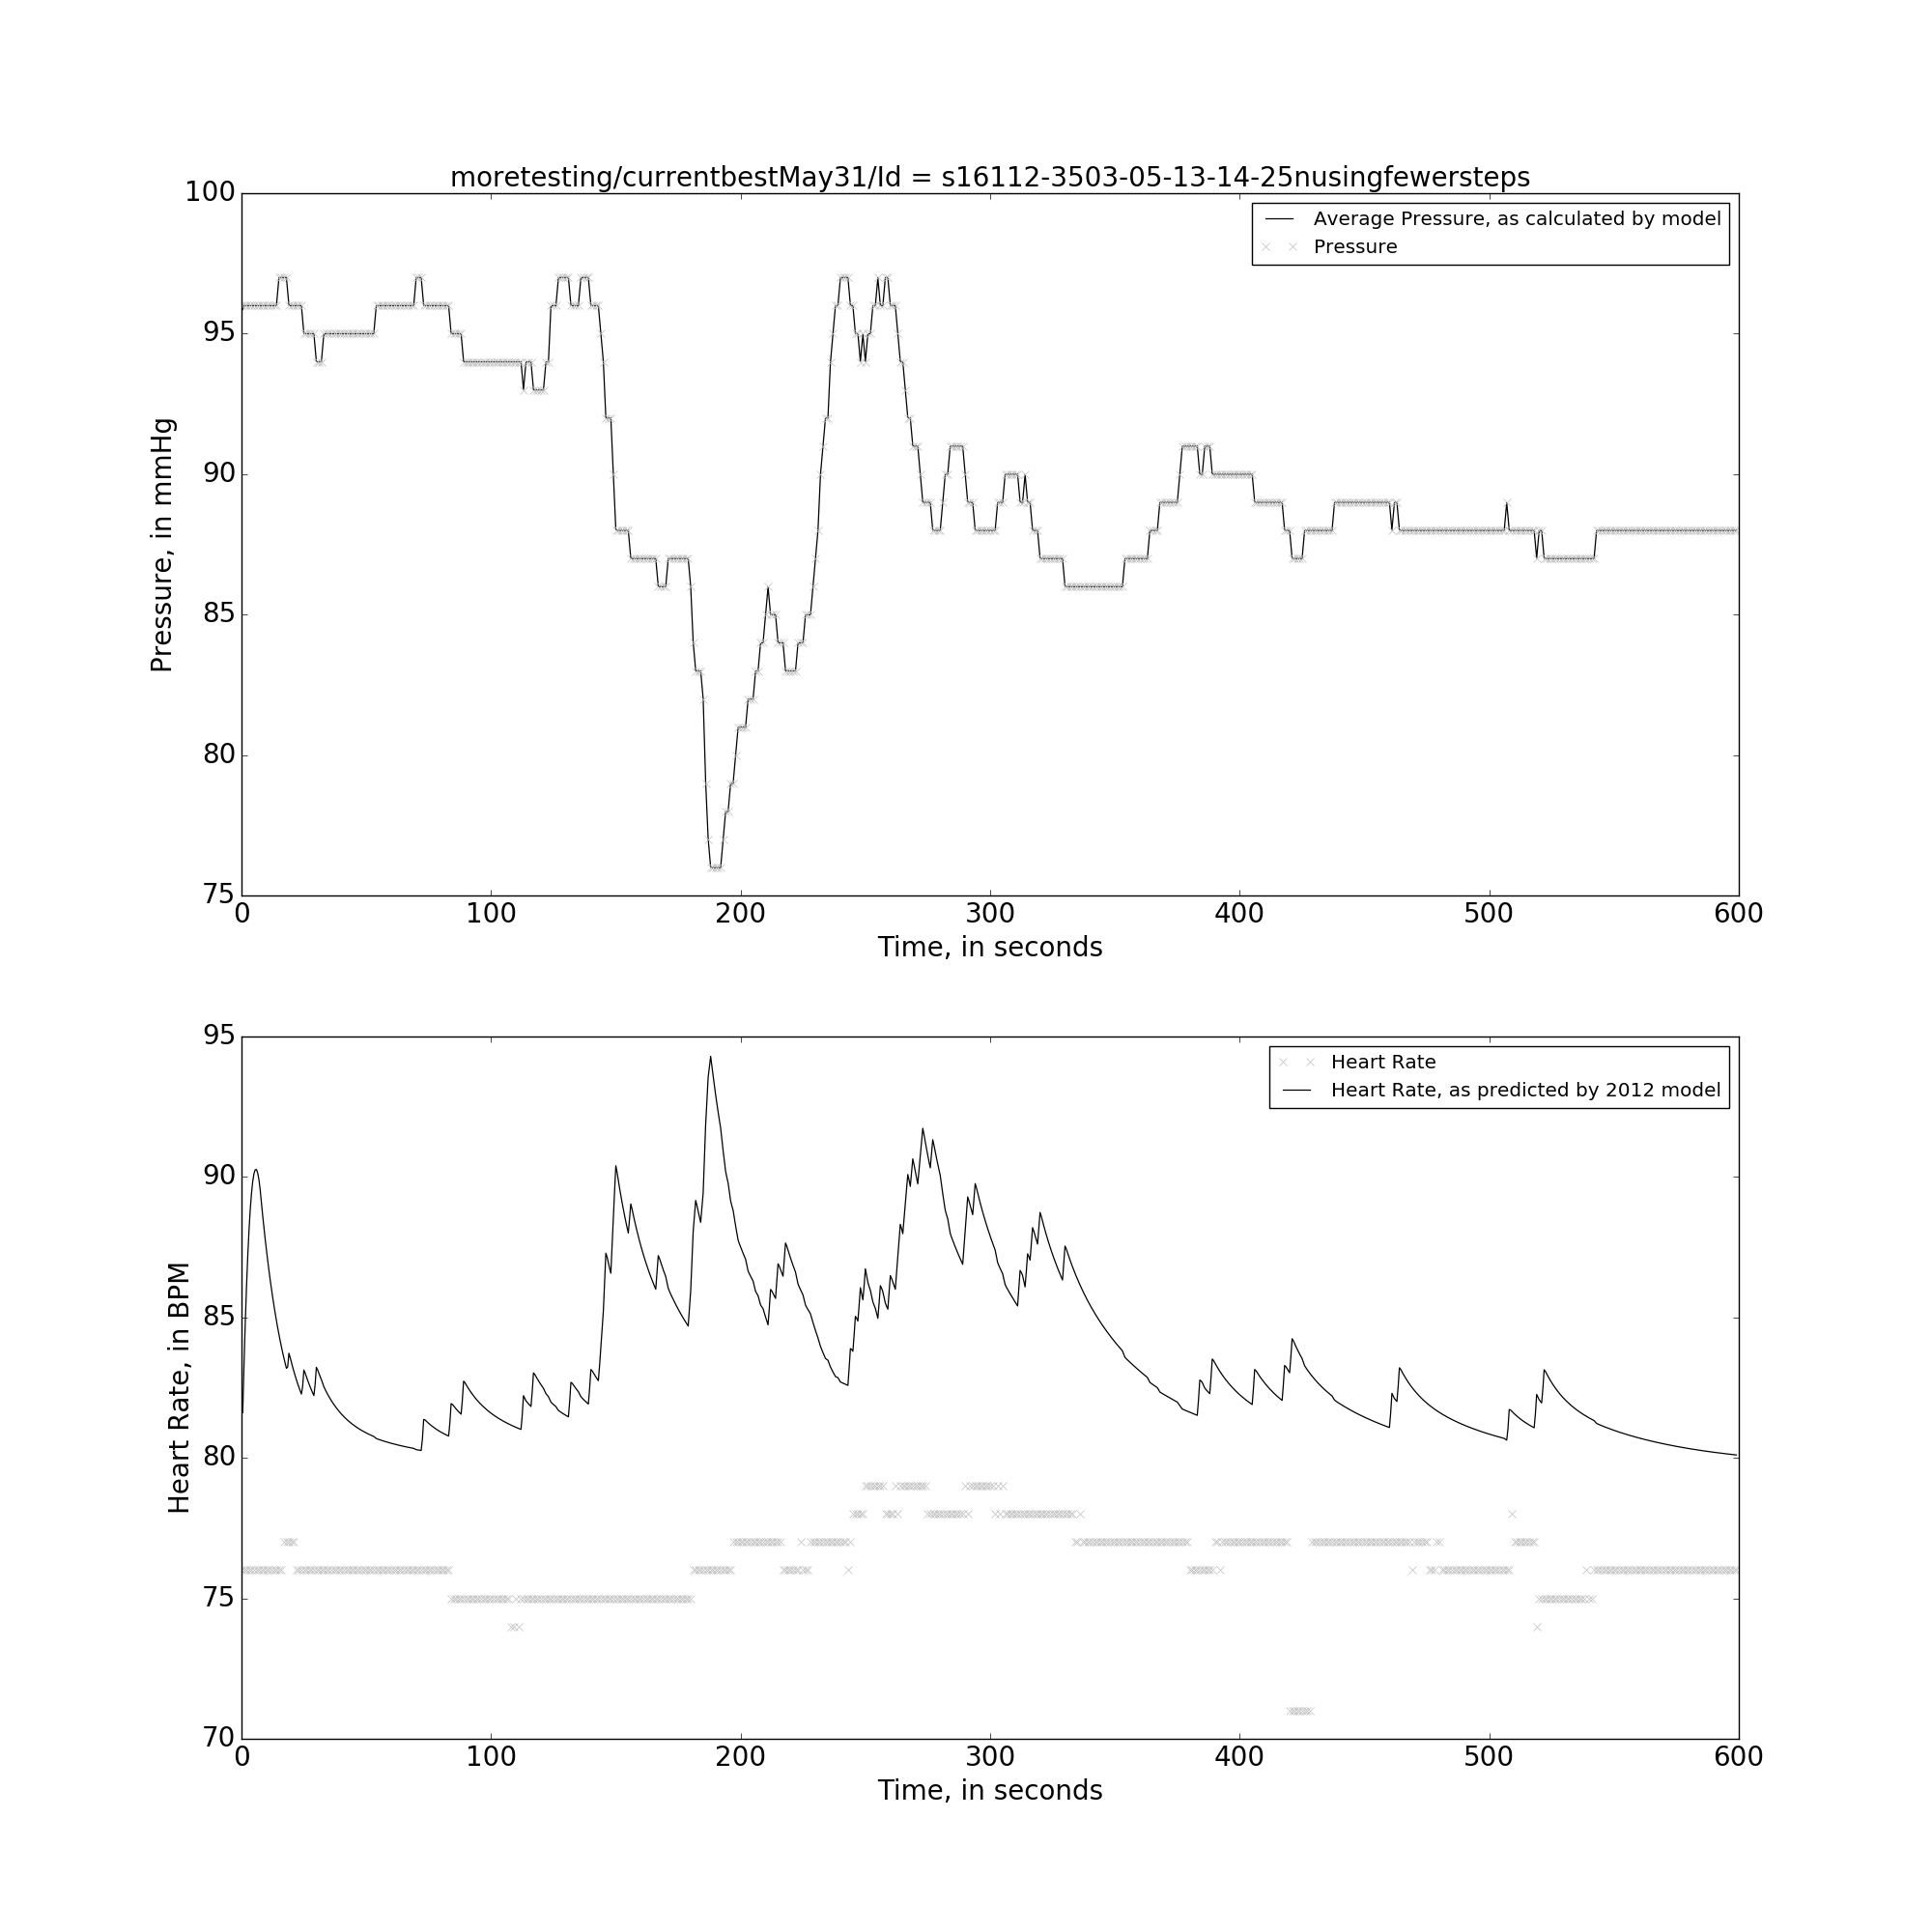 moretesting/currentbestMay31/Id = s16112-3503-05-13-14-25nusingfewersteps
100
95
90
85
80
75
Pressure, in mmHg
Average Pressure, as calculated by model
Pressure
0 100 200 300 400 500 600
Time, in seconds
95
90
85
80
75
70
Heart Rate, in BPM
Heart Rate
Heart Rate, as predicted by 2012 model
0 100 200 300 400 500 600
Time, in seconds